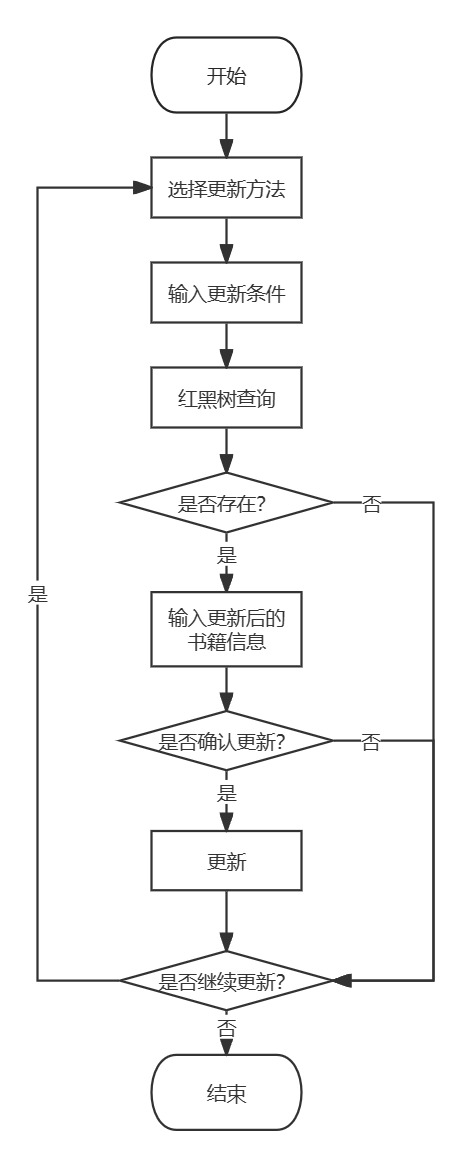 开始
选择更新方法
输入更新条件
红黑树查询
是否存在？
否
是
是
输入更新后的
书籍信息
是否确认更新？
否
是
更新
是否继续更新？
否
结束